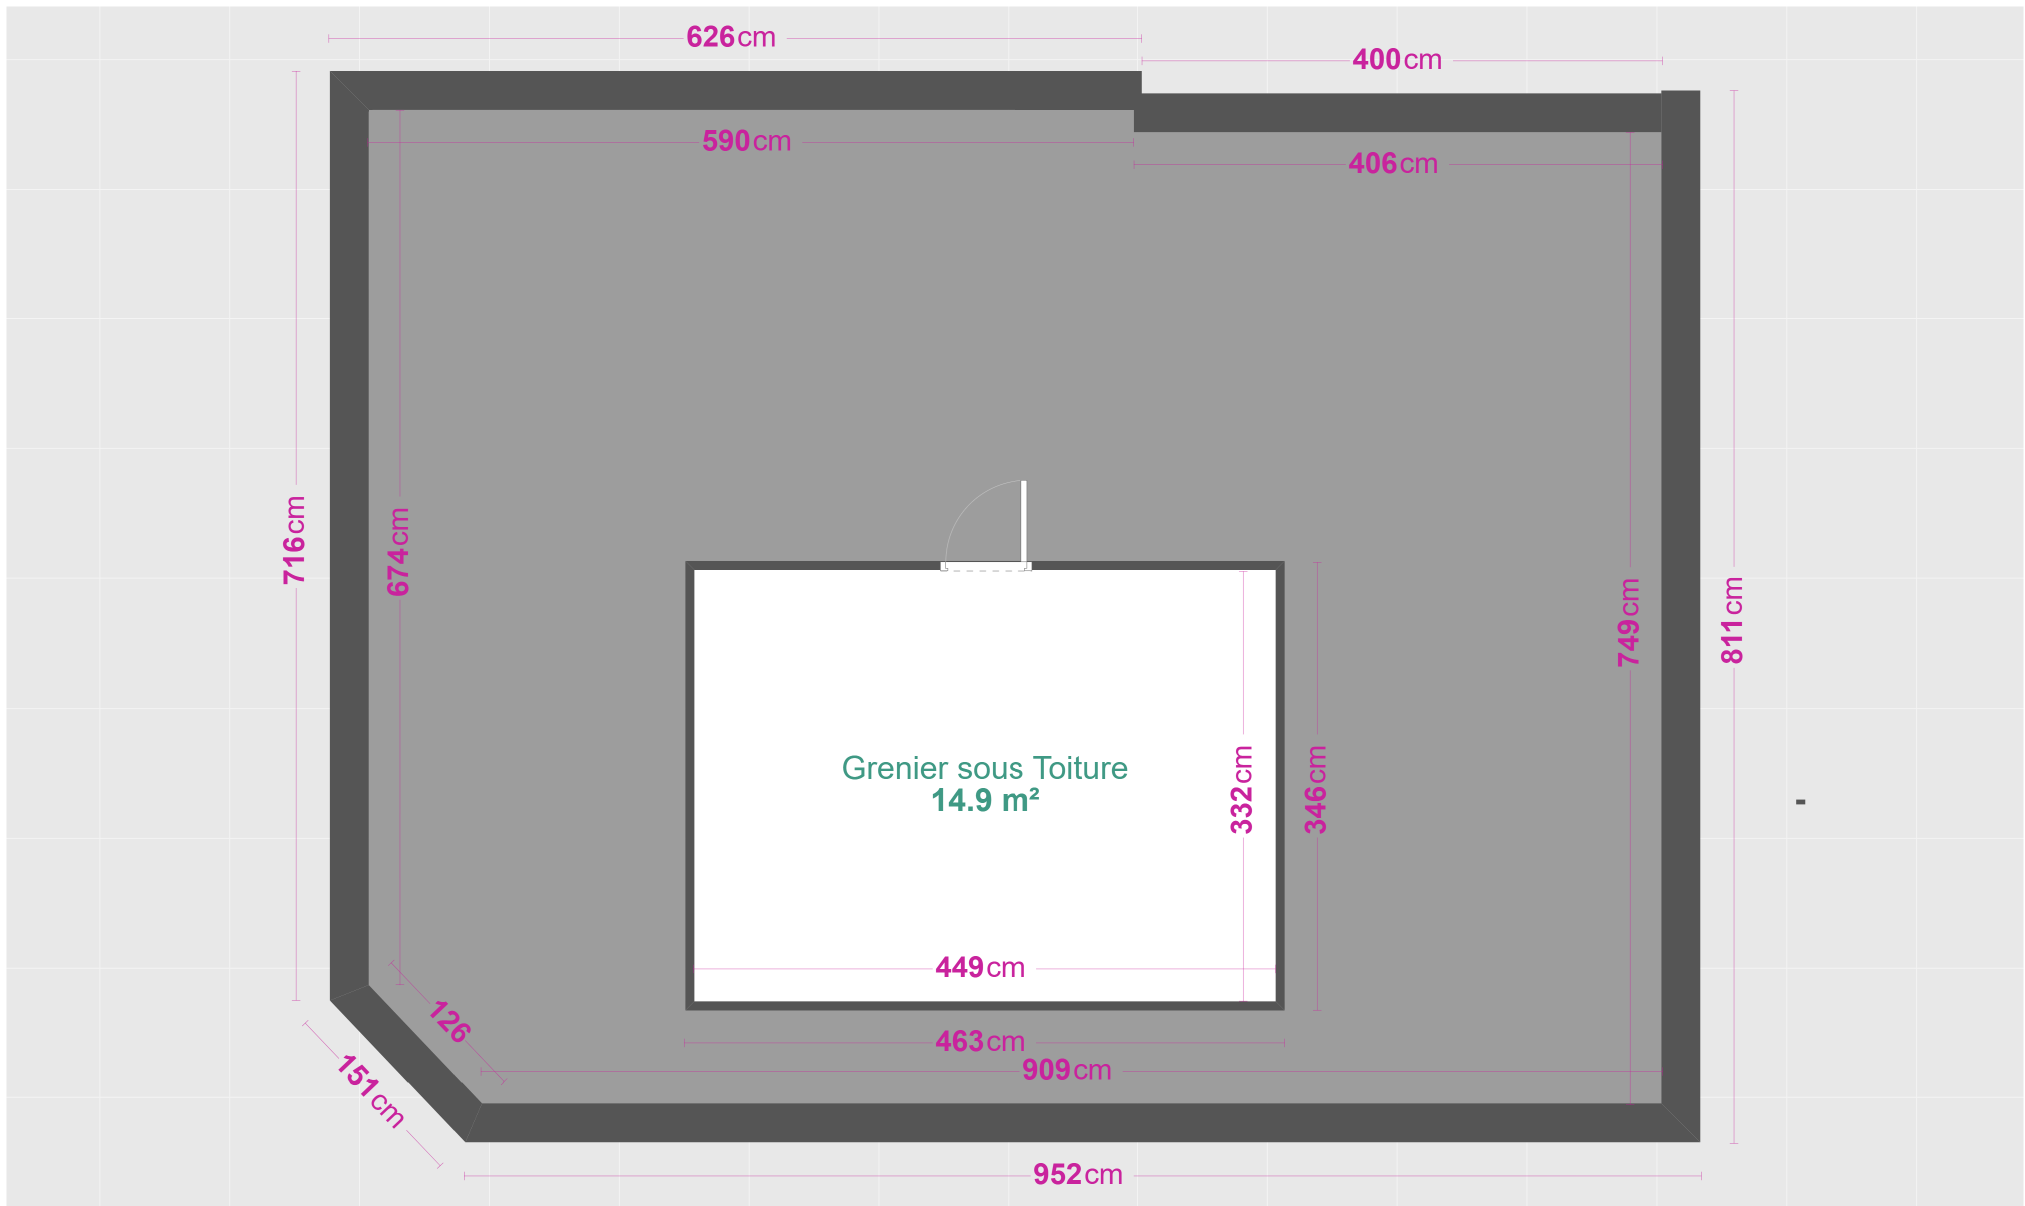 626cm
400cm
590cm
406cm
716cm
674cm
749cm
811cm
Grenier sous Toiture
14.9 m²
332cm
346cm
449cm
126
151cm
463cm
909cm
952cm